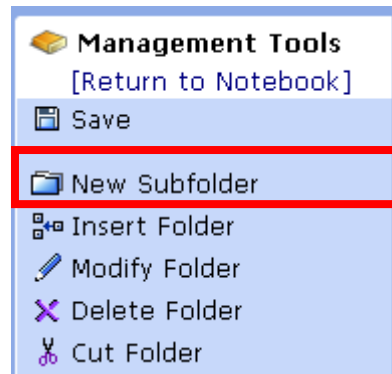 Management Tools
[Return to Notebook]
Save
New Subfolder
Insert Folder
Modify Folder
Delete Folder
Cut Folder